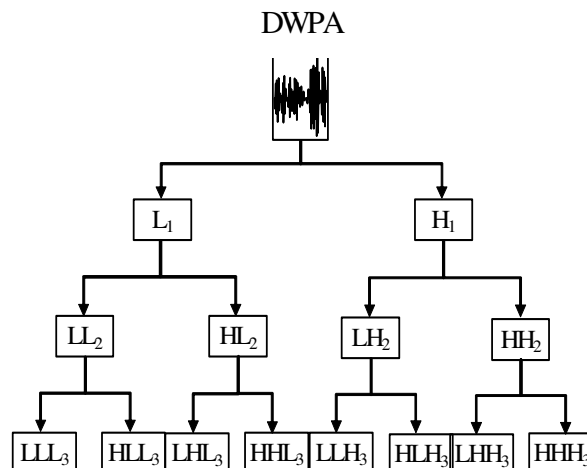 DWPA
L₁ H₁
LL₂ HL₂ LH₂ HH₂
LLL₃ HLL₃ LHL₃ HHL₃ LLH₃ HLH₃ LHH₃ HHH₃